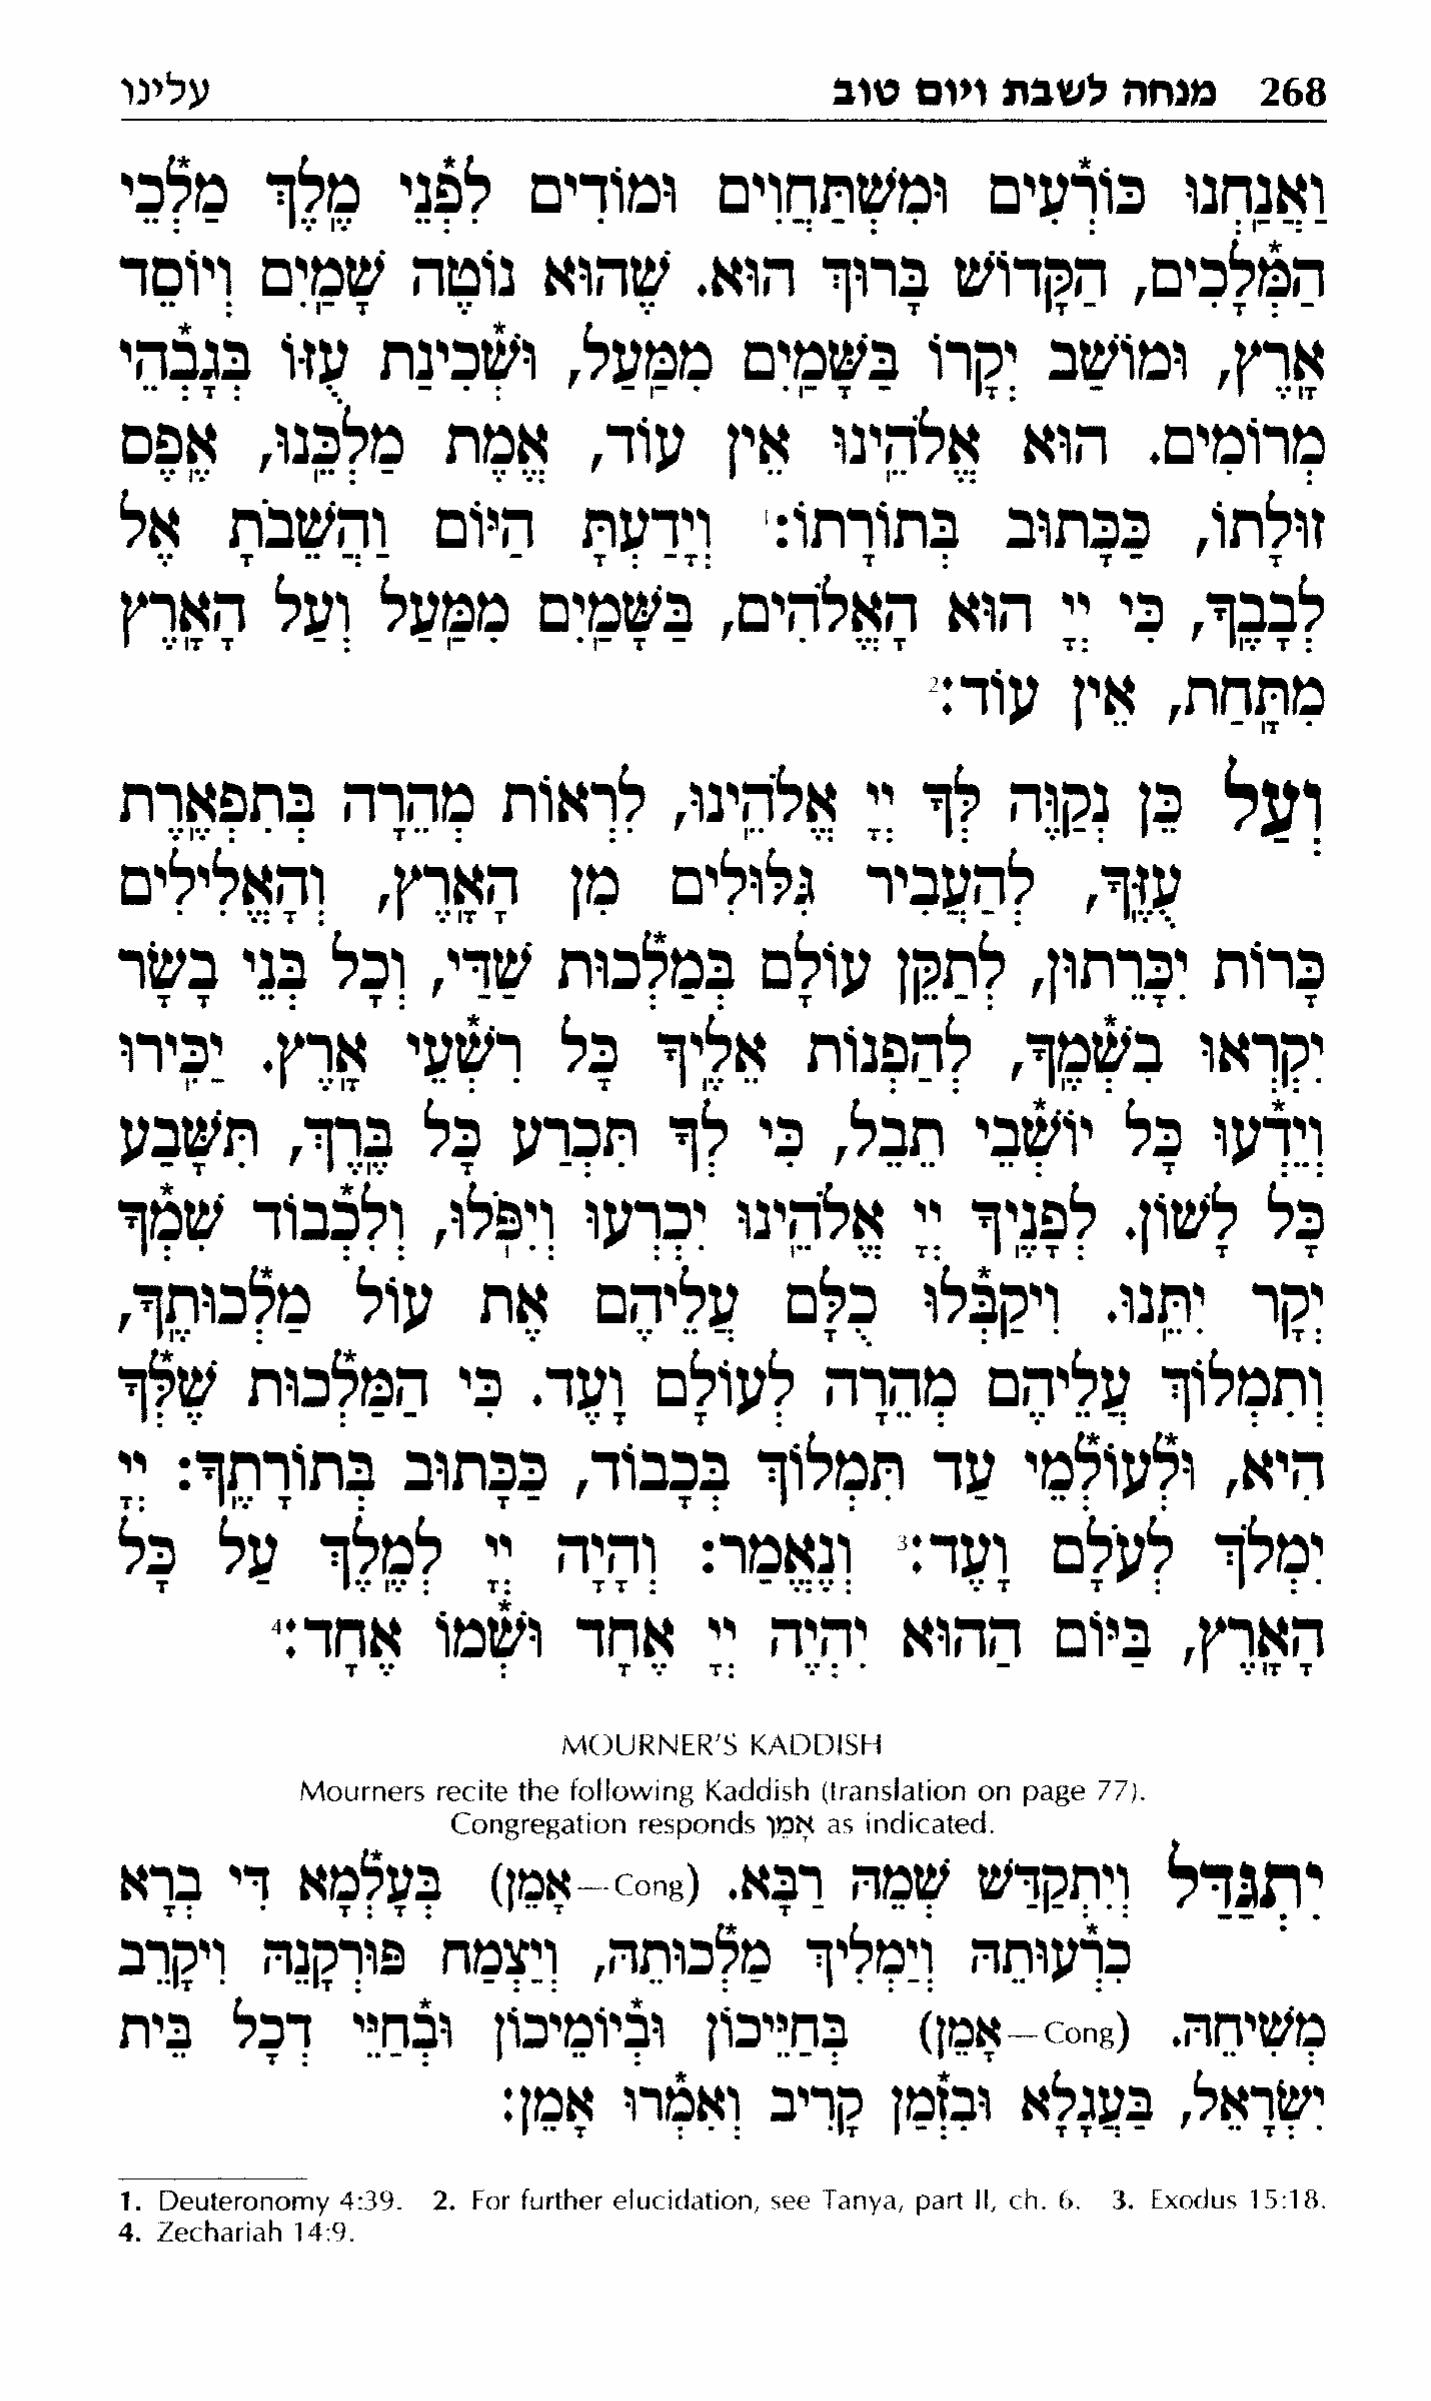 268 מנחה לשבת ויום טוב עלינו
וַאֲנַֽחְנוּ כּוֹרְ֯עִים וּמִשְׁתַּחֲוִים וּמוֹדִים לִפְ֯נֵי מֶֽלֶךְ מַלְ֯כֵי
הַמְּ֯לָכִים, הַקָּדוֹשׁ בָּרוּךְ הוּא. שֶׁהוּא נוֹטֶה שָׁמַֽיִם וְיוֹסֵד
אָֽרֶץ, וּמוֹשַׁב יְקָרוֹ בַּשָּׁמַֽיִם מִמַּֽעַל, וּשְׁ֯כִינַת עֻזּוֹ בְּגָבְ֯הֵי
מְרוֹמִים. הוּא אֱלֹהֵֽינוּ אֵין עוֹד, אֱמֶת מַלְכֵּֽנוּ, אֶֽפֶס
זוּלָתוֹ, כַּכָּתוּב בְּתוֹרָתוֹ:1 וְיָדַעְתָּ הַיּוֹם וַהֲשֵׁבֹתָ אֶל
לְבָבֶֽךָ, כִּי יְיָ הוּא הָאֱלֹהִים, בַּשָּׁמַֽיִם מִמַּֽעַל וְעַל הָאָֽרֶץ
מִתָּֽחַת, אֵין עוֹד:2
וְעַל כֵּן נְקַוֶּה לְּךָ יְיָ אֱלֹהֵֽינוּ, לִרְאוֹת מְהֵרָה בְּתִפְאֶֽרֶת
עֻזֶּֽךָ, לְהַעֲבִיר גִּלּוּלִים מִן הָאָֽרֶץ, וְהָאֱלִילִים
כָּרוֹת יִכָּרֵתוּן, לְתַקֵּן עוֹלָם בְּמַלְ֯כוּת שַׁדַּי, וְכָל בְּנֵי בָשָׂר
יִקְרְאוּ בִשְׁ֯מֶֽךָ, לְהַפְנוֹת אֵלֶֽיךָ כָּל רִשְׁ֯עֵי אָֽרֶץ. יַכִּֽירוּ
וְיֵדְ֯עוּ כָּל יוֹשְׁ֯בֵי תֵבֵל, כִּי לְךָ תִּכְרַע כָּל בֶּֽרֶךְ, תִּשָּׁבַע
כָּל לָשׁוֹן. לְפָנֶֽיךָ יְיָ אֱלֹהֵֽינוּ יִכְרְעוּ וְיִפֹּֽלוּ, וְלִכְ֯בוֹד שִׁמְ֯ךָ
יְקָר יִתֵּֽנוּ. וִיקַבְּ֯לוּ כֻלָּם עֲלֵיהֶם אֶת עוֹל מַלְ֯כוּתֶֽךָ,
וְתִמְלוֹךְ עֲלֵיהֶם מְהֵרָה לְעוֹלָם וָעֶד. כִּי הַמַּלְ֯כוּת שֶׁלְּ֯ךָ
הִיא, וּלְ֯עוֹלְ֯מֵי עַד תִּמְלוֹךְ בְּכָבוֹד, כַּכָּתוּב בְּתוֹרָתֶֽךָ: יְיָ
יִמְלֹךְ לְעֹלָם וָעֶד:3 וְנֶאֱמַר: וְהָיָה יְיָ לְמֶֽלֶךְ עַל כָּל
הָאָֽרֶץ, בַּיּוֹם הַהוּא יִהְיֶה יְיָ אֶחָד וּשְׁ֯מוֹ אֶחָד:4
MOURNER'S KADDISH
Mourners recite the following Kaddish (translation on page 77).
Congregation responds אָמֵן as indicated.
יִתְגַּדַּל וְיִתְקַדַּשׁ שְׁמֵהּ רַבָּא. (Cong—אָמֵן) בְּעָלְ֯מָא דִּי בְרָא
כִרְ֯עוּתֵהּ וְיַמְלִיךְ מַלְ֯כוּתֵהּ, וְיַצְמַח פּוּרְקָנֵהּ וִיקָרֵב
מְשִׁיחֵהּ. (Cong—אָמֵן) בְּחַיֵּיכוֹן וּבְ֯יוֹמֵיכוֹן וּבְ֯חַיֵּי דְכָל בֵּית
יִשְׂרָאֵל, בַּעֲגָלָא וּבִזְ֯מַן קָרִיב וְאִמְ֯רוּ אָמֵן:
1. Deuteronomy 4:39. 2. For further elucidation, see Tanya, part II, ch. 6. 3. Exodus 15:18.
4. Zechariah 14:9.